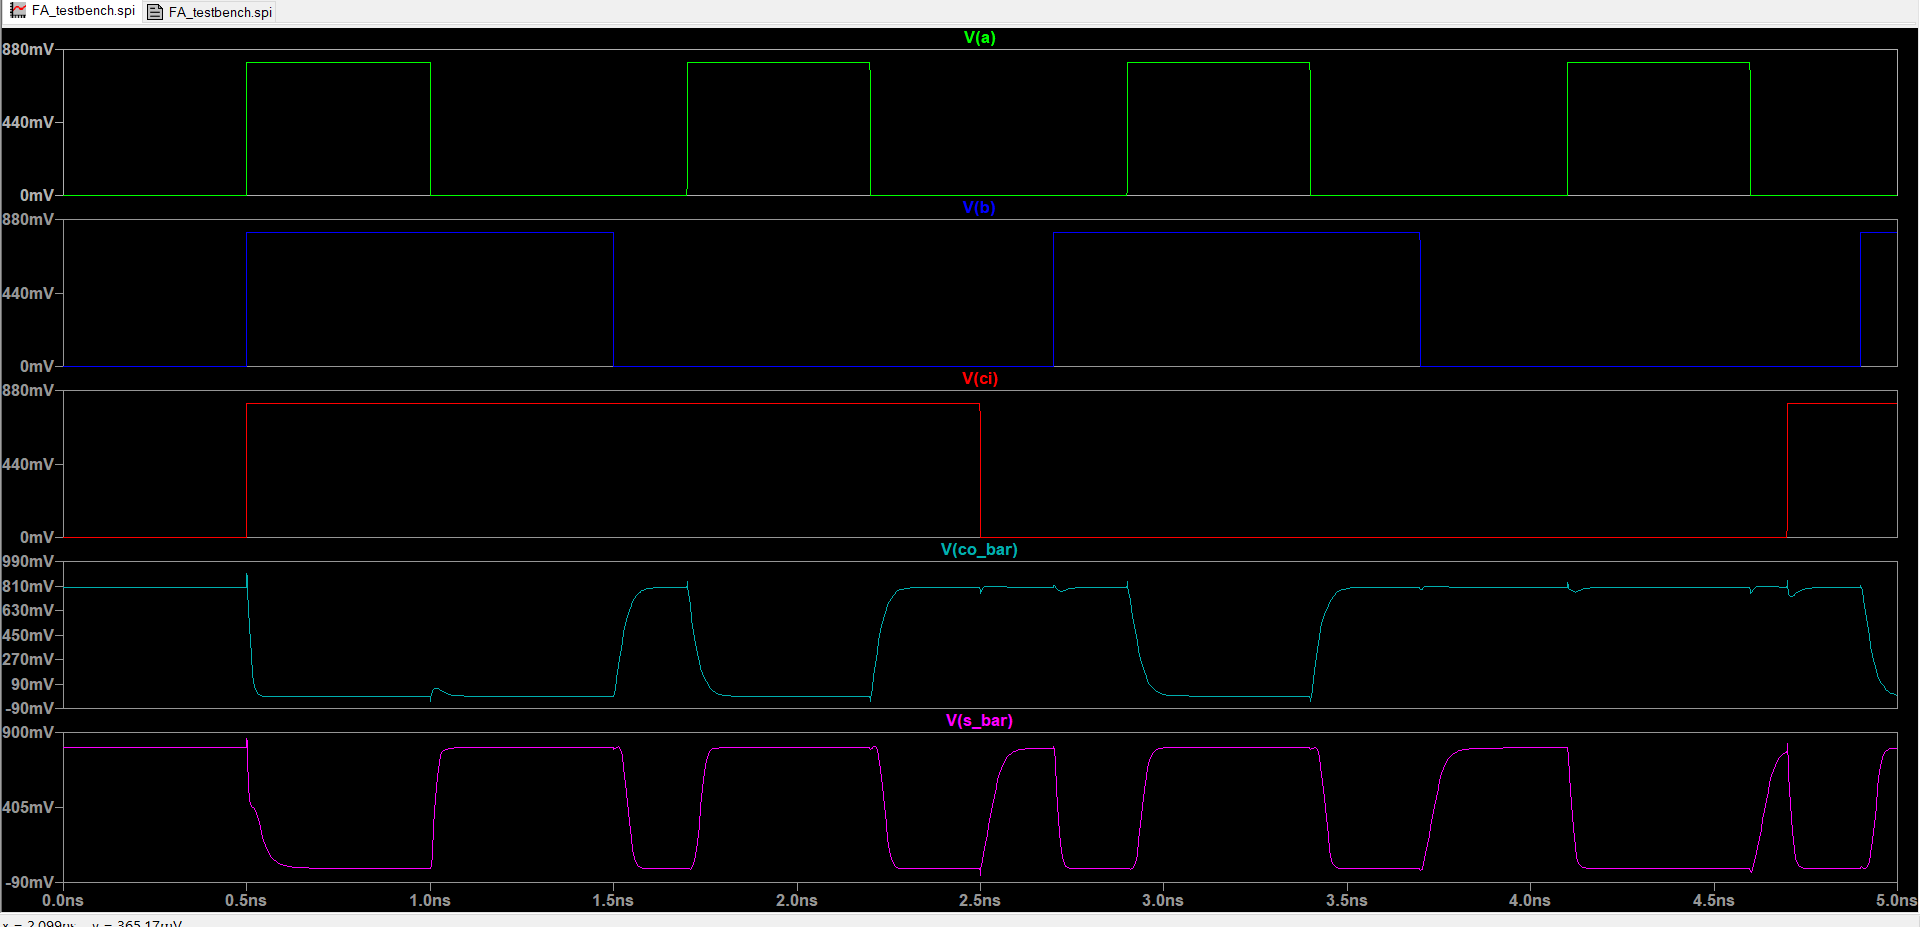 FA_testbench.spi FA_testbench.spi
V(a)
880mV
440mV
0mV
V(b)
880mV
440mV
0mV
V(ci)
880mV
440mV
0mV
V(co_bar)
990mV
810mV
630mV
450mV
270mV
90mV
-90mV
V(s_bar)
900mV
405mV
-90mV
0.0ns 0.5ns 1.0ns 1.5ns 2.0ns 2.5ns 3.0ns 3.5ns 4.0ns 4.5ns 5.0ns
x = 2.099ns y = 365.17mV